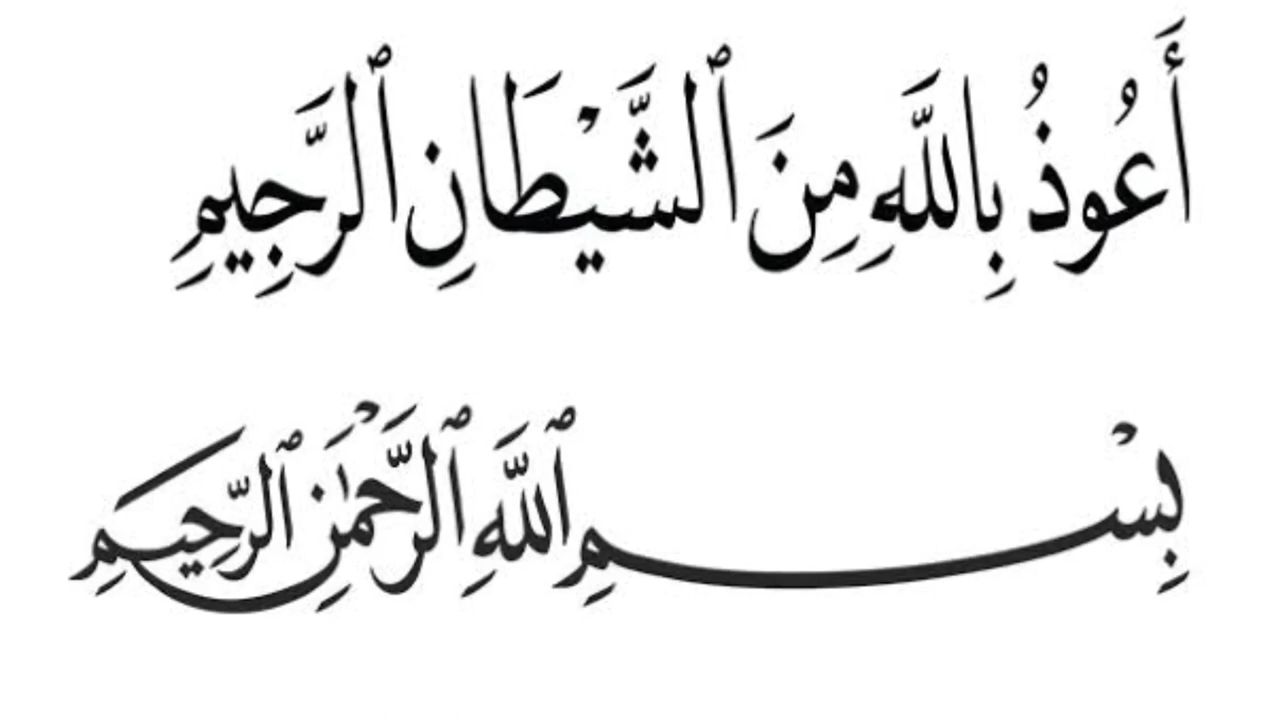 أَعُوذُ بِاللَّهِ مِنَ ٱلشَّيْطَانِ ٱلرَّجِيمِ
بِسْمِ ٱللَّهِ ٱلرَّحْمَٰنِ ٱلرَّحِيمِ